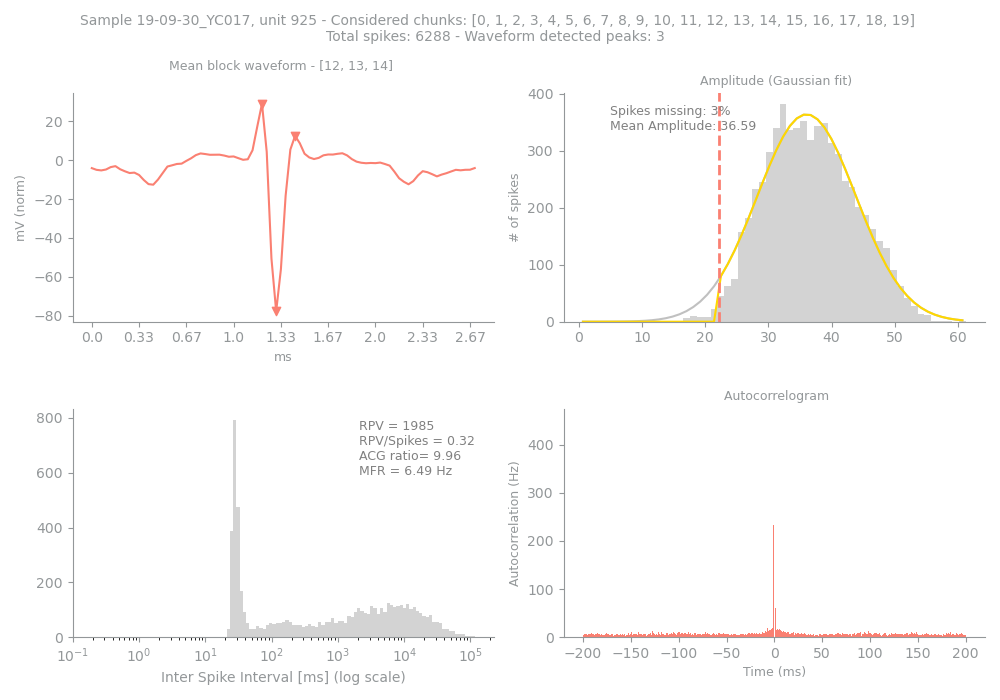 Sample 19-09-30_YC017, unit 925 - Considered chunks: [0, 1, 2, 3, 4, 5, 6, 7, 8, 9, 10, 11, 12, 13, 14, 15, 16, 17, 18, 19]
Total spikes: 6288 - Waveform detected peaks: 3
Mean block waveform - [12, 13, 14]
mV (norm)
20
0
−20
−40
−60
−80
0.0 0.33 0.67 1.0 1.33 1.67 2.0 2.33 2.67
ms
Amplitude (Gaussian fit)
Spikes missing: 3%
Mean Amplitude: 36.59
# of spikes
400
300
200
100
0
0 10 20 30 40 50 60
800
600
400
200
0
RPV = 1985
RPV/Spikes = 0.32
ACG ratio= 9.96
MFR = 6.49 Hz
10⁻¹ 10⁰ 10¹ 10² 10³ 10⁴ 10⁵
Inter Spike Interval [ms] (log scale)
Autocorrelogram
Autocorrelation (Hz)
400
300
200
100
0
−200 −150 −100 −50 0 50 100 150 200
Time (ms)